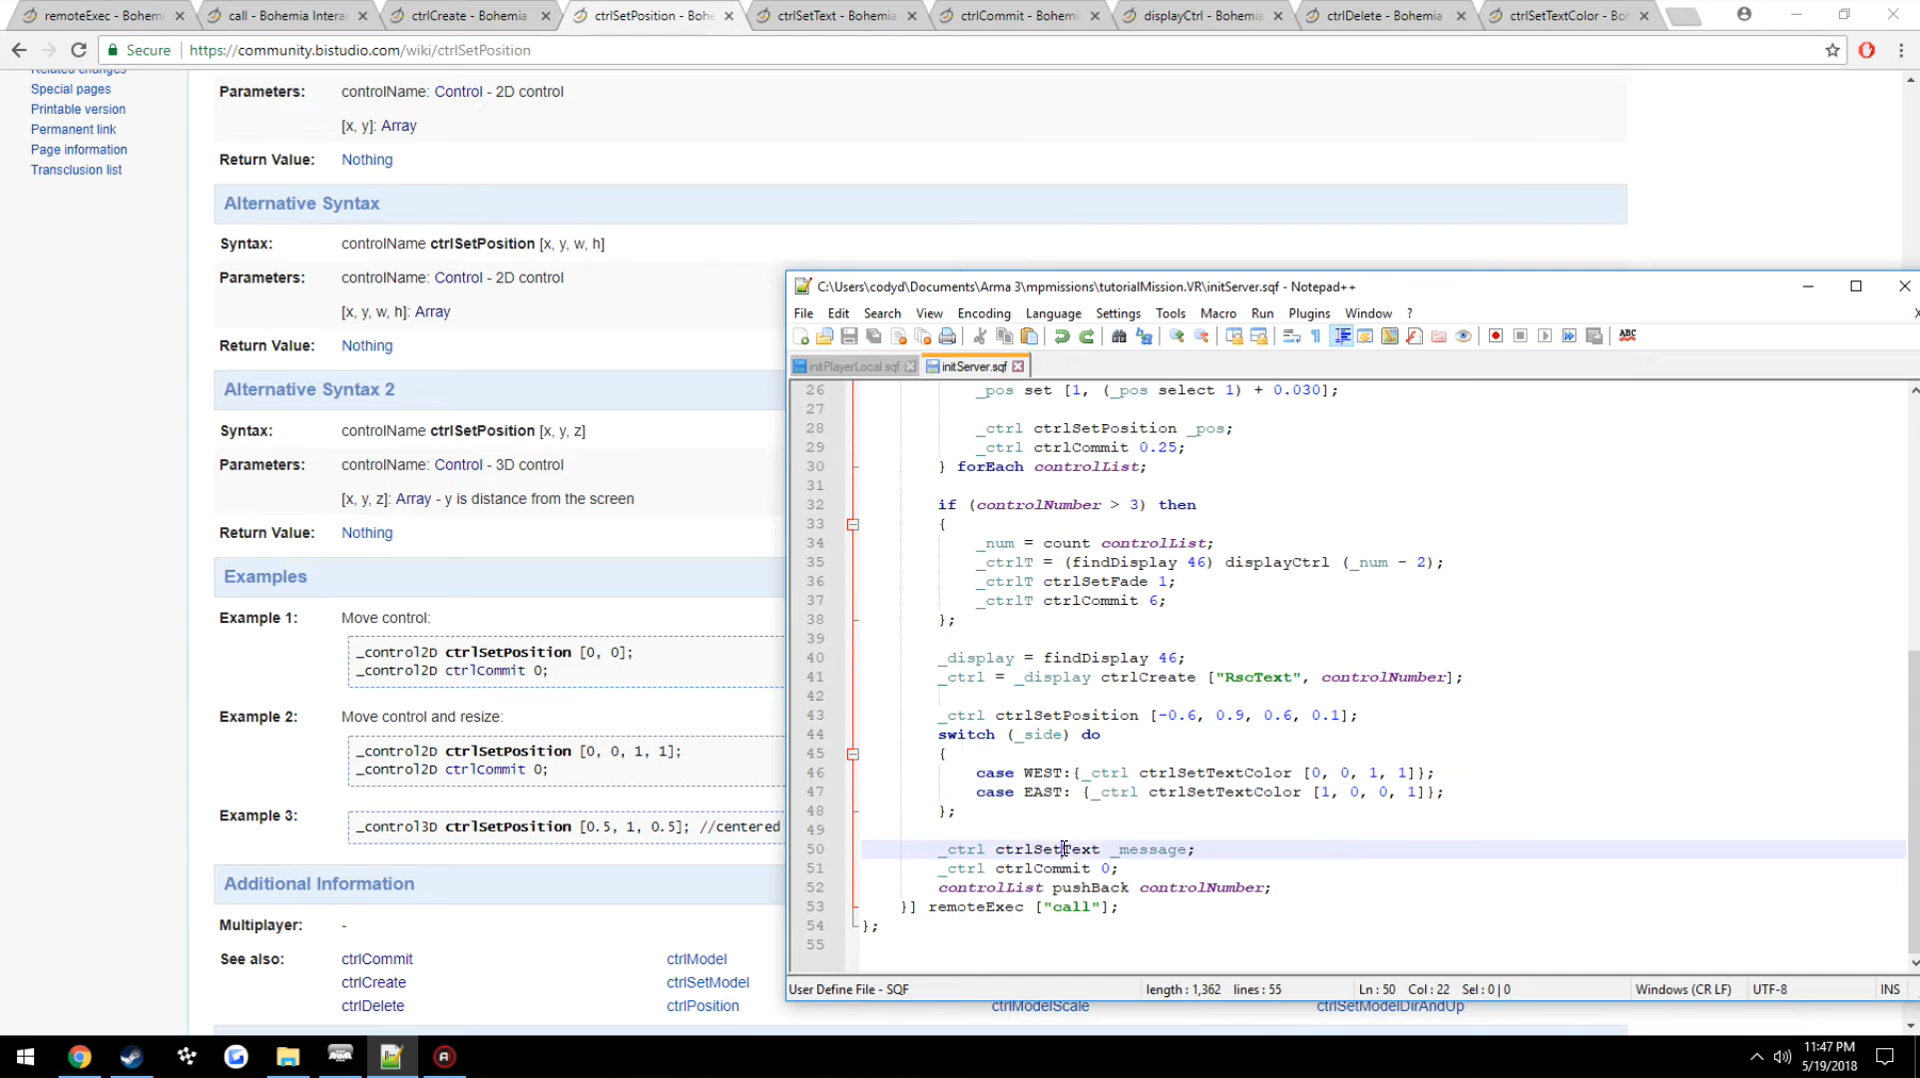 remoteExec - Bohemia
call - Bohemia Intera
ctrlCreate - Bohemia
ctrlSetPosition - Bohe
ctrlSetText - Bohemia
ctrlCommit - Bohemia
displayCtrl - Bohemia
ctrlDelete - Bohemia
ctrlSetTextColor - Boh
Secure
https://community.bistudio.com/wiki/ctrlSetPosition
Related changes
Special pages
Printable version
Permanent link
Page information
Transclusion list
Parameters: controlName: Control - 2D control
[x, y]: Array
Return Value: Nothing
Alternative Syntax
Syntax: controlName ctrlSetPosition [x, y, w, h]
Parameters: controlName: Control - 2D control
[x, y, w, h]: Array
Return Value: Nothing
Alternative Syntax 2
Syntax: controlName ctrlSetPosition [x, y, z]
Parameters: controlName: Control - 3D control
[x, y, z]: Array - y is distance from the screen
Return Value: Nothing
Examples
Example 1: Move control:
_control2D ctrlSetPosition [0, 0];
_control2D ctrlCommit 0;
Example 2: Move control and resize:
_control2D ctrlSetPosition [0, 0, 1, 1];
_control2D ctrlCommit 0;
Example 3: _control3D ctrlSetPosition [0.5, 1, 0.5]; //centered
Additional Information
Multiplayer: -
See also: ctrlCommit ctrlModel
ctrlCreate ctrlSetModel
ctrlDelete ctrlPosition ctrlModelScale ctrlSetModelDirAndUp
C:\Users\codyd\Documents\Arma 3\mpmissions\tutorialMission.VR\initServer.sqf - Notepad++
File Edit Search View Encoding Language Settings Tools Macro Run Plugins Window ?
ABC
initPlayerLocal.sqf
initServer.sqf
26 _pos set [1, (_pos select 1) + 0.030];
27
28 _ctrl ctrlSetPosition _pos;
29 _ctrl ctrlCommit 0.25;
30 } forEach controlList;
31
32 if (controlNumber > 3) then
33 {
34 _num = count controlList;
35 _ctrlT = (findDisplay 46) displayCtrl (_num - 2);
36 _ctrlT ctrlSetFade 1;
37 _ctrlT ctrlCommit 6;
38 };
39
40 _display = findDisplay 46;
41 _ctrl = _display ctrlCreate ["RscText", controlNumber];
42
43 _ctrl ctrlSetPosition [-0.6, 0.9, 0.6, 0.1];
44 switch (_side) do
45 {
46 case WEST:{_ctrl ctrlSetTextColor [0, 0, 1, 1]};
47 case EAST: {_ctrl ctrlSetTextColor [1, 0, 0, 1]};
48 };
49
50 _ctrl ctrlSetText _message;
51 _ctrl ctrlCommit 0;
52 controlList pushBack controlNumber;
53 }] remoteExec ["call"];
54 };
55
User Define File - SQF
length : 1,362 lines : 55
Ln : 50 Col : 22 Sel : 0 | 0
Windows (CR LF)
UTF-8
INS
11:47 PM
5/19/2018